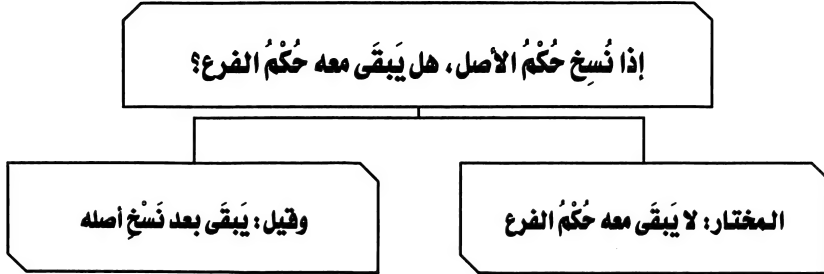 إذا نُسِخ حُكْمُ الأصل، هل يَبقَى معه حُكْمُ الفرع؟
المختار: لا يَبقَى معه حُكْمُ الفرع
وقيل: يَبقَى بعد نَسْخِ أصله